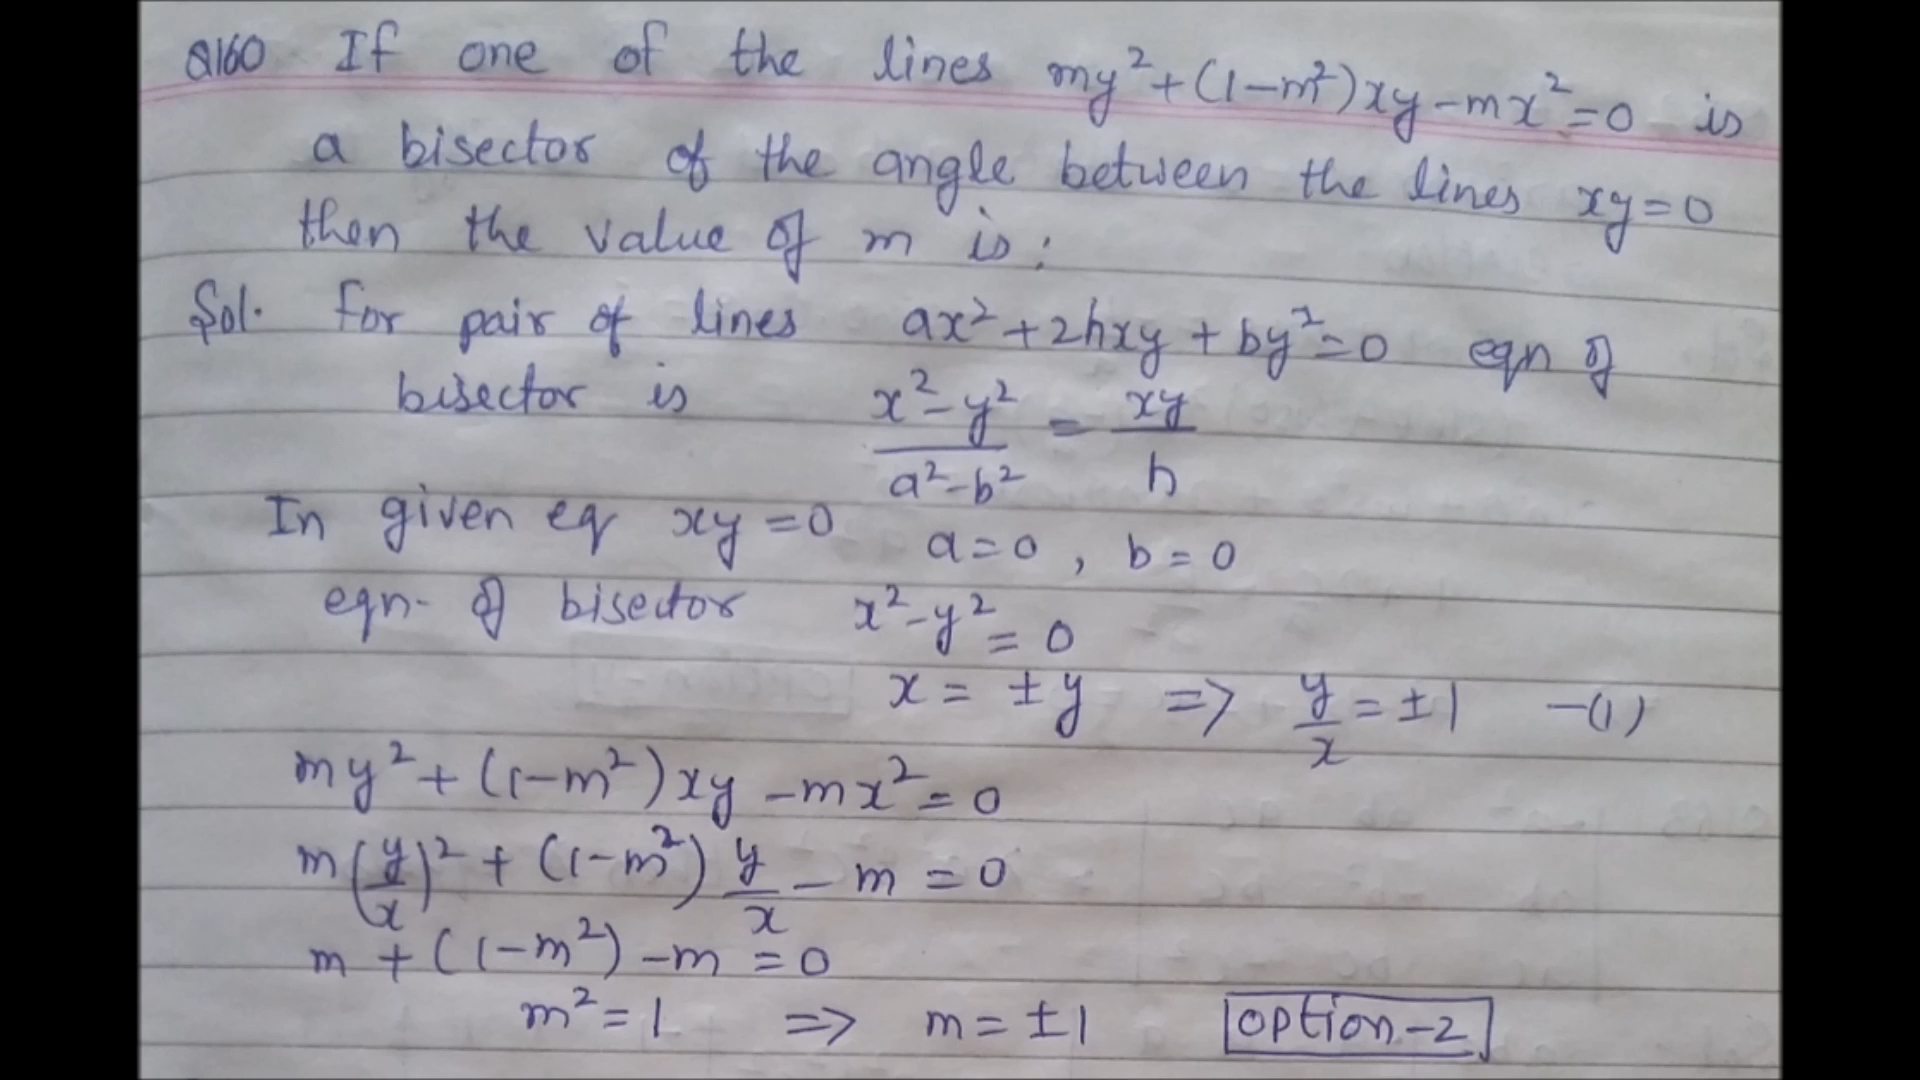 Q160 If one of the lines my²+(1-m²)xy-mx²=0 is
a bisector of the angle between the lines xy=0
then the value of m is:
Sol. For pair of lines ax²+2hxy+by²=0 eqn of
bisector is x²-y²/a²-b² = xy/h
In given eq xy=0 a=0, b=0
eqn. of bisector x²-y²=0
x = ±y => y/x = ±1 -(1)
my²+(1-m²)xy-mx²=0
m(y/x)²+(1-m²)y/x-m=0
m+(1-m²)-m=0
m²=1 => m=±1 option-2